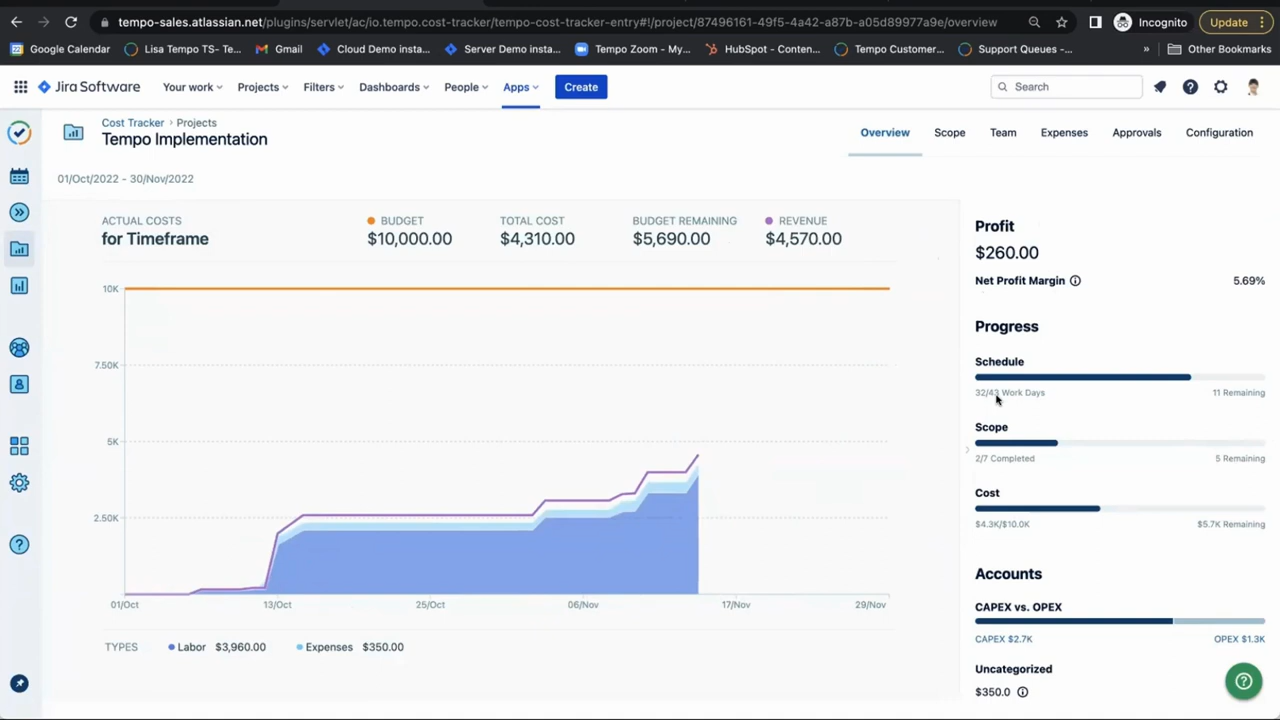 tempo-sales.atlassian.net/plugins/servlet/ac/io.tempo.cost-tracker/tempo-cost-tracker-entry#!/project/87496161-49f5-4a42-a87b-a05d89977a9e/overview
Incognito
Update
Google Calendar
Lisa Tempo TS- Te...
Gmail
Cloud Demo insta...
Server Demo insta...
Tempo Zoom - My...
HubSpot - Conten...
Tempo Customer...
Support Queues -...
»
Other Bookmarks
Jira Software
Your work
Projects
Filters
Dashboards
People
Apps
Create
Search
Cost Tracker › Projects
Tempo Implementation
Overview
Scope
Team
Expenses
Approvals
Configuration
01/Oct/2022 - 30/Nov/2022
ACTUAL COSTS
for Timeframe
BUDGET
$10,000.00
TOTAL COST
$4,310.00
BUDGET REMAINING
$5,690.00
REVENUE
$4,570.00
10K
7.50K
5K
2.50K
01/Oct
13/Oct
25/Oct
06/Nov
17/Nov
29/Nov
TYPES
Labor $3,960.00
Expenses $350.00
Profit
$260.00
Net Profit Margin
5.69%
Progress
Schedule
32/43 Work Days
11 Remaining
Scope
2/7 Completed
5 Remaining
Cost
$4.3K/$10.0K
$5.7K Remaining
Accounts
CAPEX vs. OPEX
CAPEX $2.7K
OPEX $1.3K
Uncategorized
$350.0